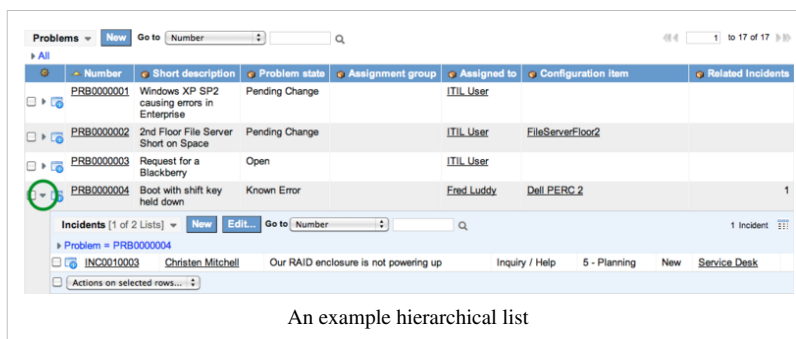 Problems New Go to Number 1 to 17 of 17
All
Number Short description Problem state Assignment group Assigned to Configuration item Related Incidents
PRB0000001 Windows XP SP2 causing errors in Enterprise Pending Change ITIL User
PRB0000002 2nd Floor File Server Short on Space Pending Change ITIL User FileServerFloor2
PRB0000003 Request for a Blackberry Open ITIL User
PRB0000004 Boot with shift key held down Known Error Fred Luddy Dell PERC 2 1
Incidents [1 of 2 Lists] New Edit... Go to Number 1 Incident
Problem = PRB0000004
INC0010003 Christen Mitchell Our RAID enclosure is not powering up Inquiry / Help 5 - Planning New Service Desk
Actions on selected rows...
An example hierarchical list